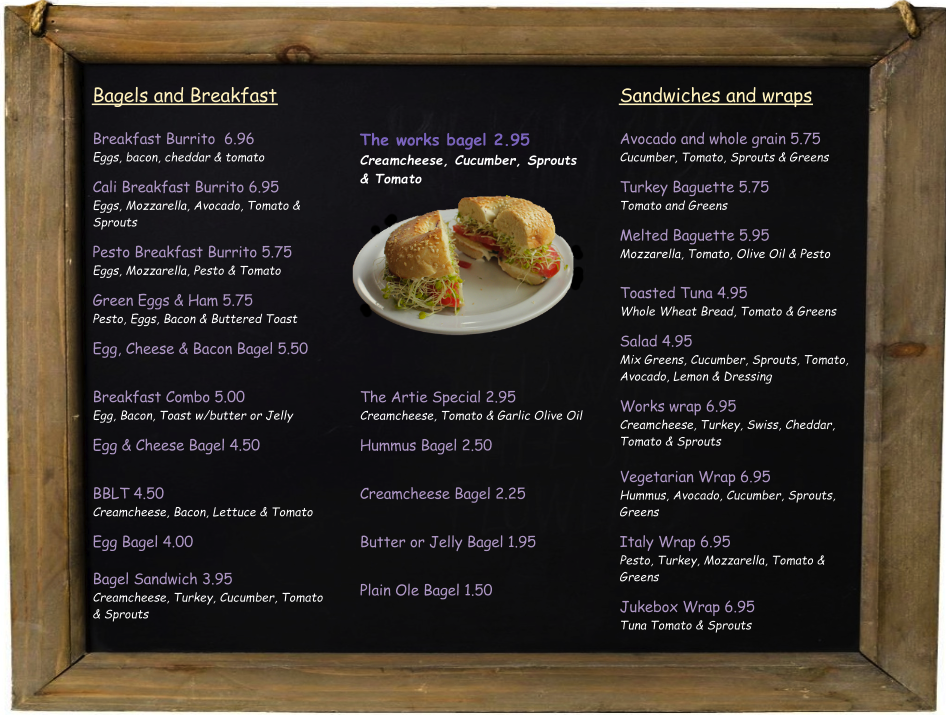 Bagels and Breakfast
Breakfast Burrito 6.96
Eggs, bacon, cheddar & tomato
Cali Breakfast Burrito 6.95
Eggs, Mozzarella, Avocado, Tomato &
Sprouts
Pesto Breakfast Burrito 5.75
Eggs, Mozzarella, Pesto & Tomato
Green Eggs & Ham 5.75
Pesto, Eggs, Bacon & Buttered Toast
Egg, Cheese & Bacon Bagel 5.50
Breakfast Combo 5.00
Egg, Bacon, Toast w/butter or Jelly
Egg & Cheese Bagel 4.50
BBLT 4.50
Creamcheese, Bacon, Lettuce & Tomato
Egg Bagel 4.00
Bagel Sandwich 3.95
Creamcheese, Turkey, Cucumber, Tomato
& Sprouts
The works bagel 2.95
Creamcheese, Cucumber, Sprouts
& Tomato
The Artie Special 2.95
Creamcheese, Tomato & Garlic Olive Oil
Hummus Bagel 2.50
Creamcheese Bagel 2.25
Butter or Jelly Bagel 1.95
Plain Ole Bagel 1.50
Sandwiches and wraps
Avocado and whole grain 5.75
Cucumber, Tomato, Sprouts & Greens
Turkey Baguette 5.75
Tomato and Greens
Melted Baguette 5.95
Mozzarella, Tomato, Olive Oil & Pesto
Toasted Tuna 4.95
Whole Wheat Bread, Tomato & Greens
Salad 4.95
Mix Greens, Cucumber, Sprouts, Tomato,
Avocado, Lemon & Dressing
Works wrap 6.95
Creamcheese, Turkey, Swiss, Cheddar,
Tomato & Sprouts
Vegetarian Wrap 6.95
Hummus, Avocado, Cucumber, Sprouts,
Greens
Italy Wrap 6.95
Pesto, Turkey, Mozzarella, Tomato &
Greens
Jukebox Wrap 6.95
Tuna Tomato & Sprouts